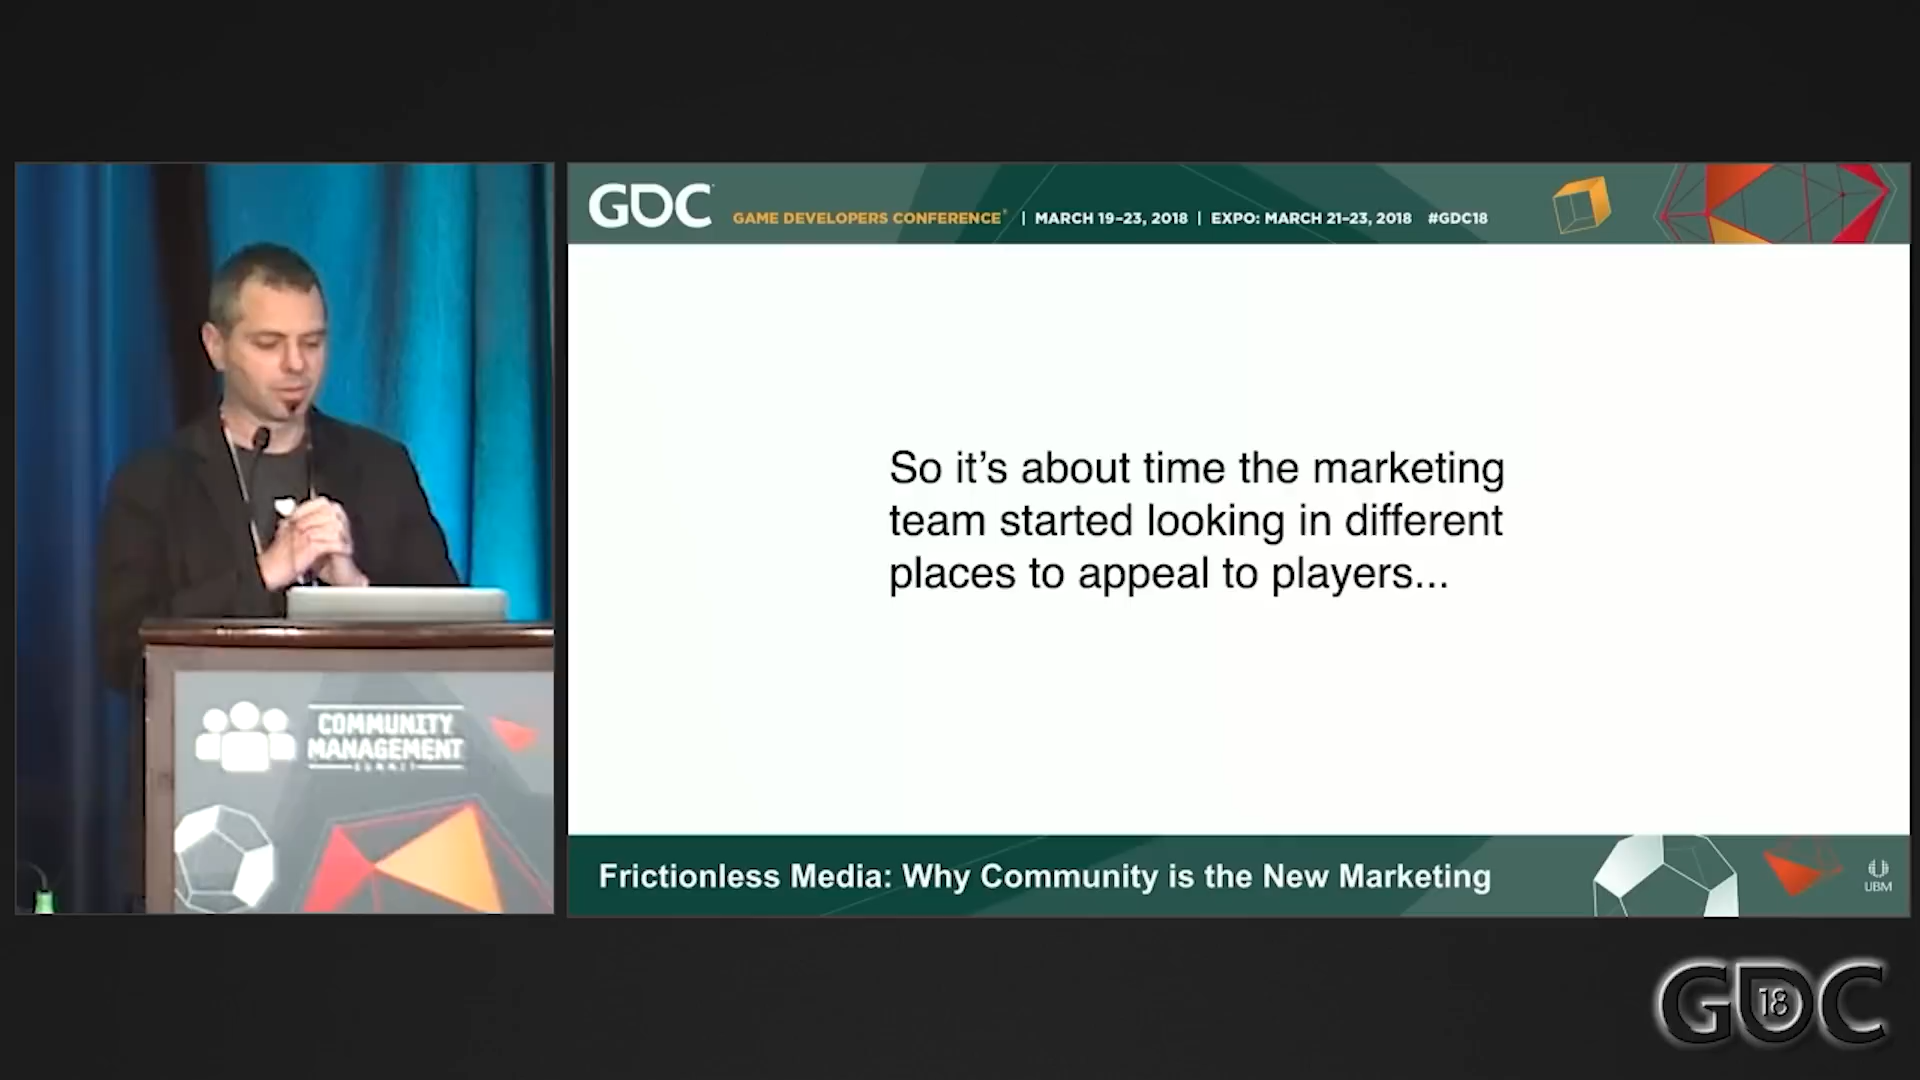 GDC
GAME DEVELOPERS CONFERENCE® | MARCH 19–23, 2018 | EXPO: MARCH 21–23, 2018 #GDC18
So it’s about time the marketing
team started looking in different
places to appeal to players...
COMMUNITY
MANAGEMENT
SUMMIT
Frictionless Media: Why Community is the New Marketing
UBM
GDC
18